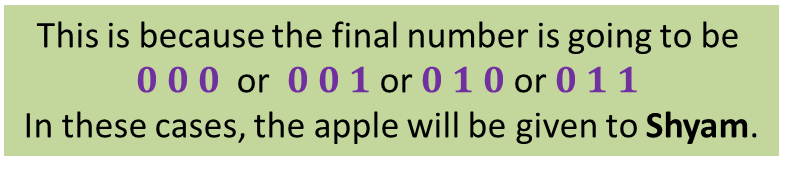 This is because the final number is going to be
0 0 0 or 0 0 1 or 0 1 0 or 0 1 1
In these cases, the apple will be given to Shyam.